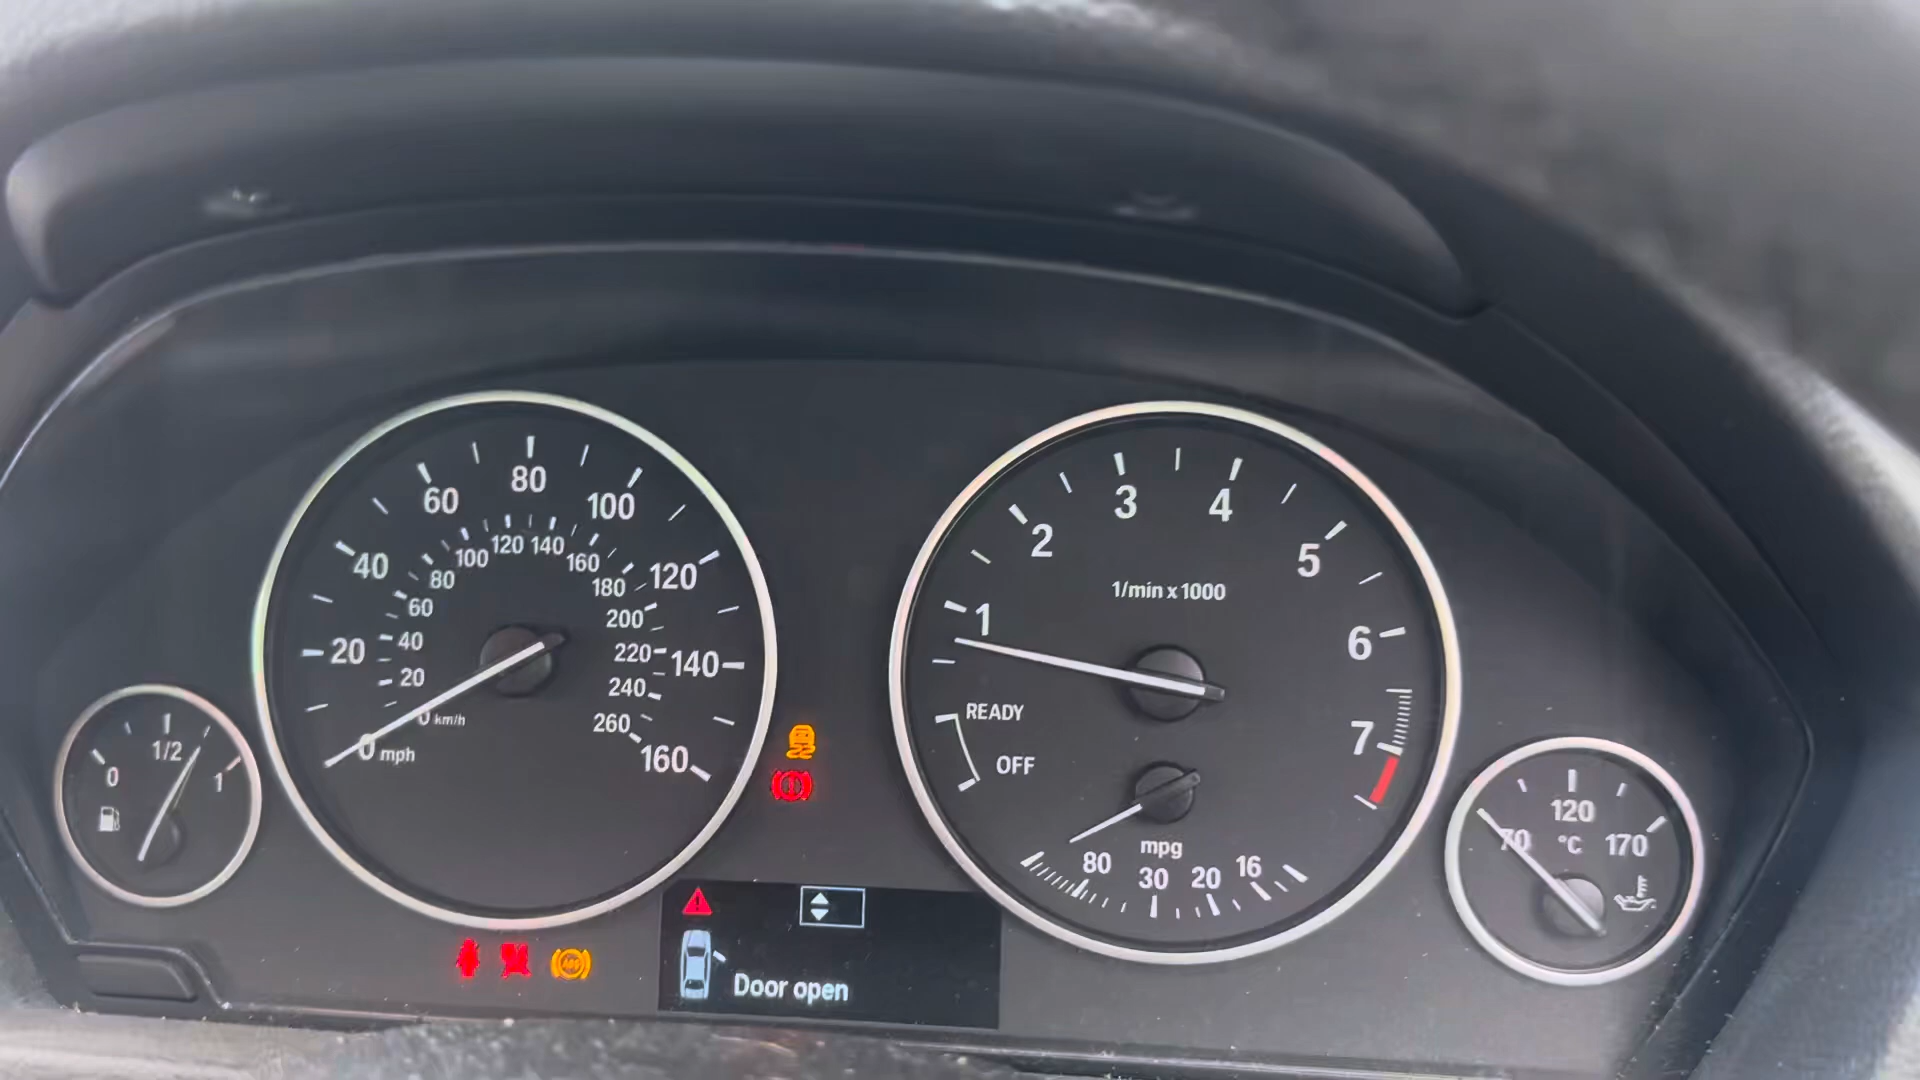 0 1/2 1
0 20 40 60 80 100 120 140 160
mph
0 20 40 60 80 100 120 140 160 180 200 220 240 260
km/h
1 2 3 4 5 6 7
1/min x 1000
READY
OFF
mpg
80 30 20 16
70 120 170
°C
ABS
Door open